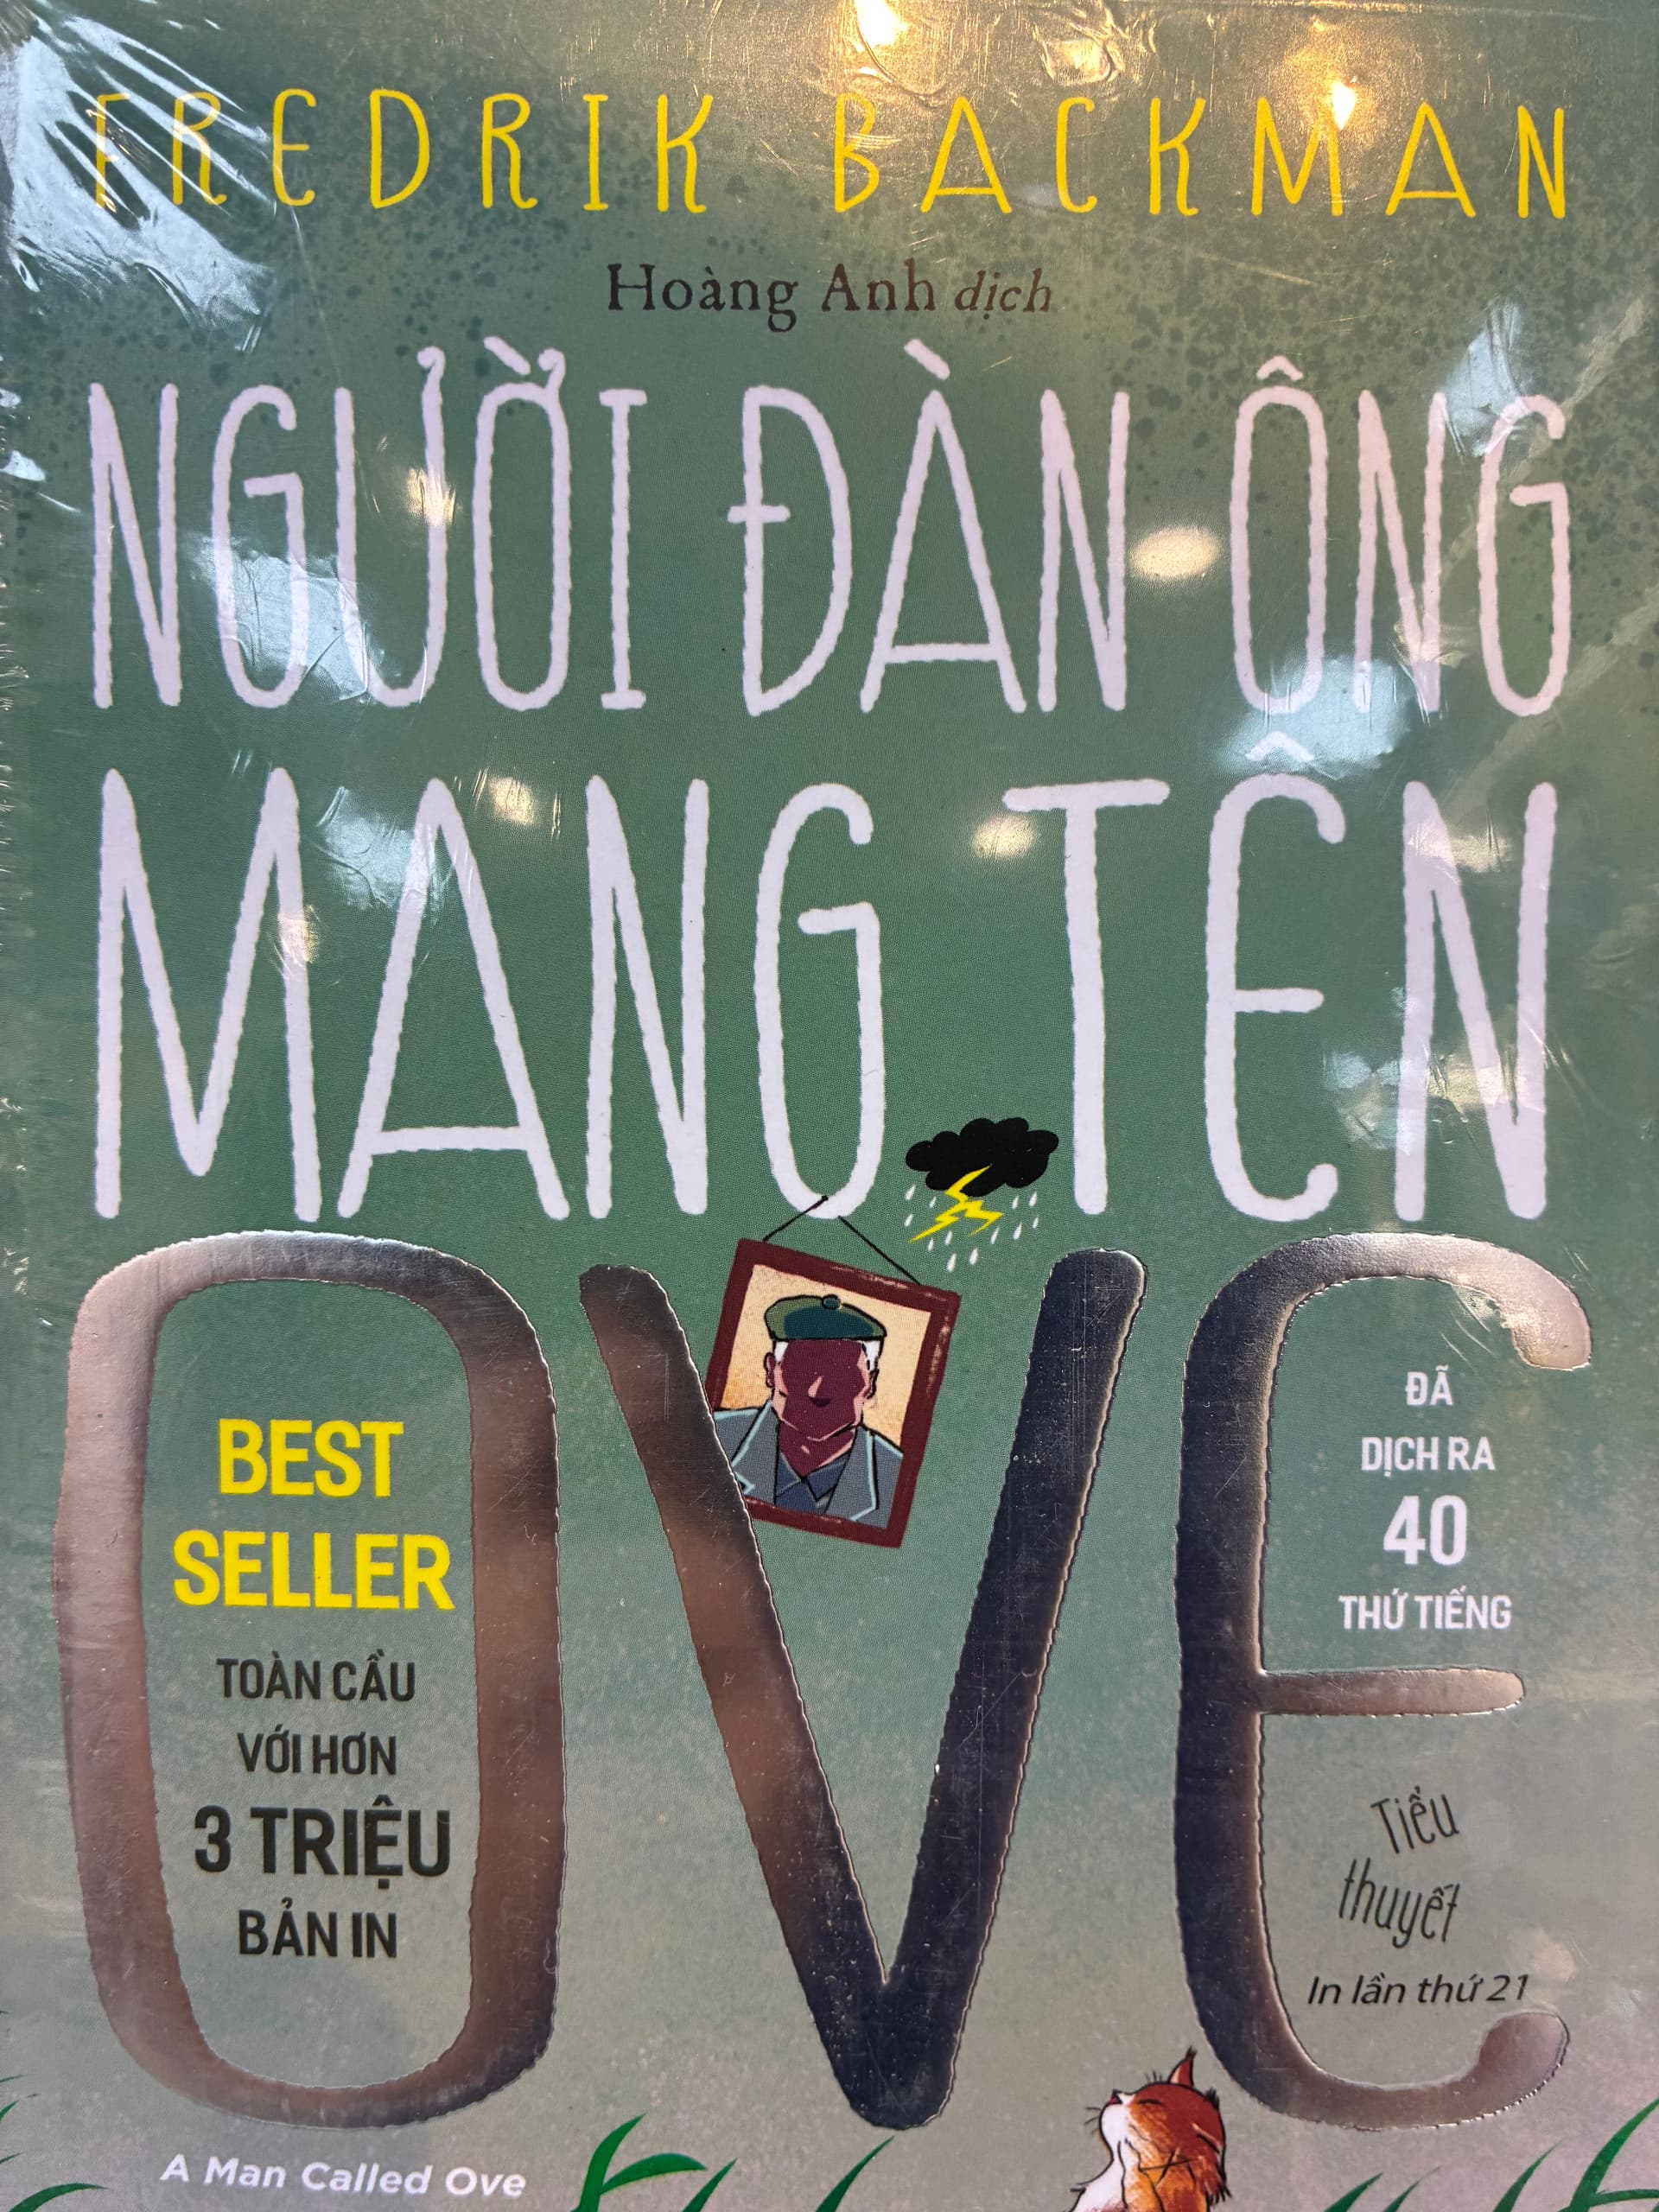 FREDRIK BACKMAN
Hoàng Anh dịch
NGƯỜI ĐÀN ÔNG
MANG TÊN
OVE
BEST
SELLER
TOÀN CẦU
VỚI HƠN
3 TRIỆU
BẢN IN
ĐÃ
DỊCH RA
40
THỨ TIẾNG
Tiểu
thuyết
In lần thứ 21
A Man Called Ove